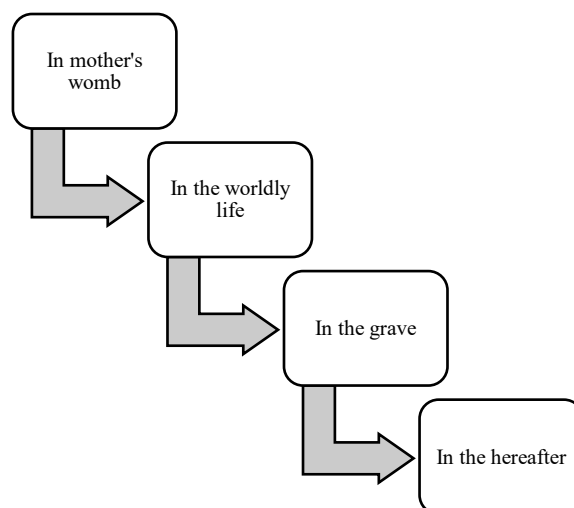 In mother's
womb
In the worldly
life
In the grave
In the hereafter